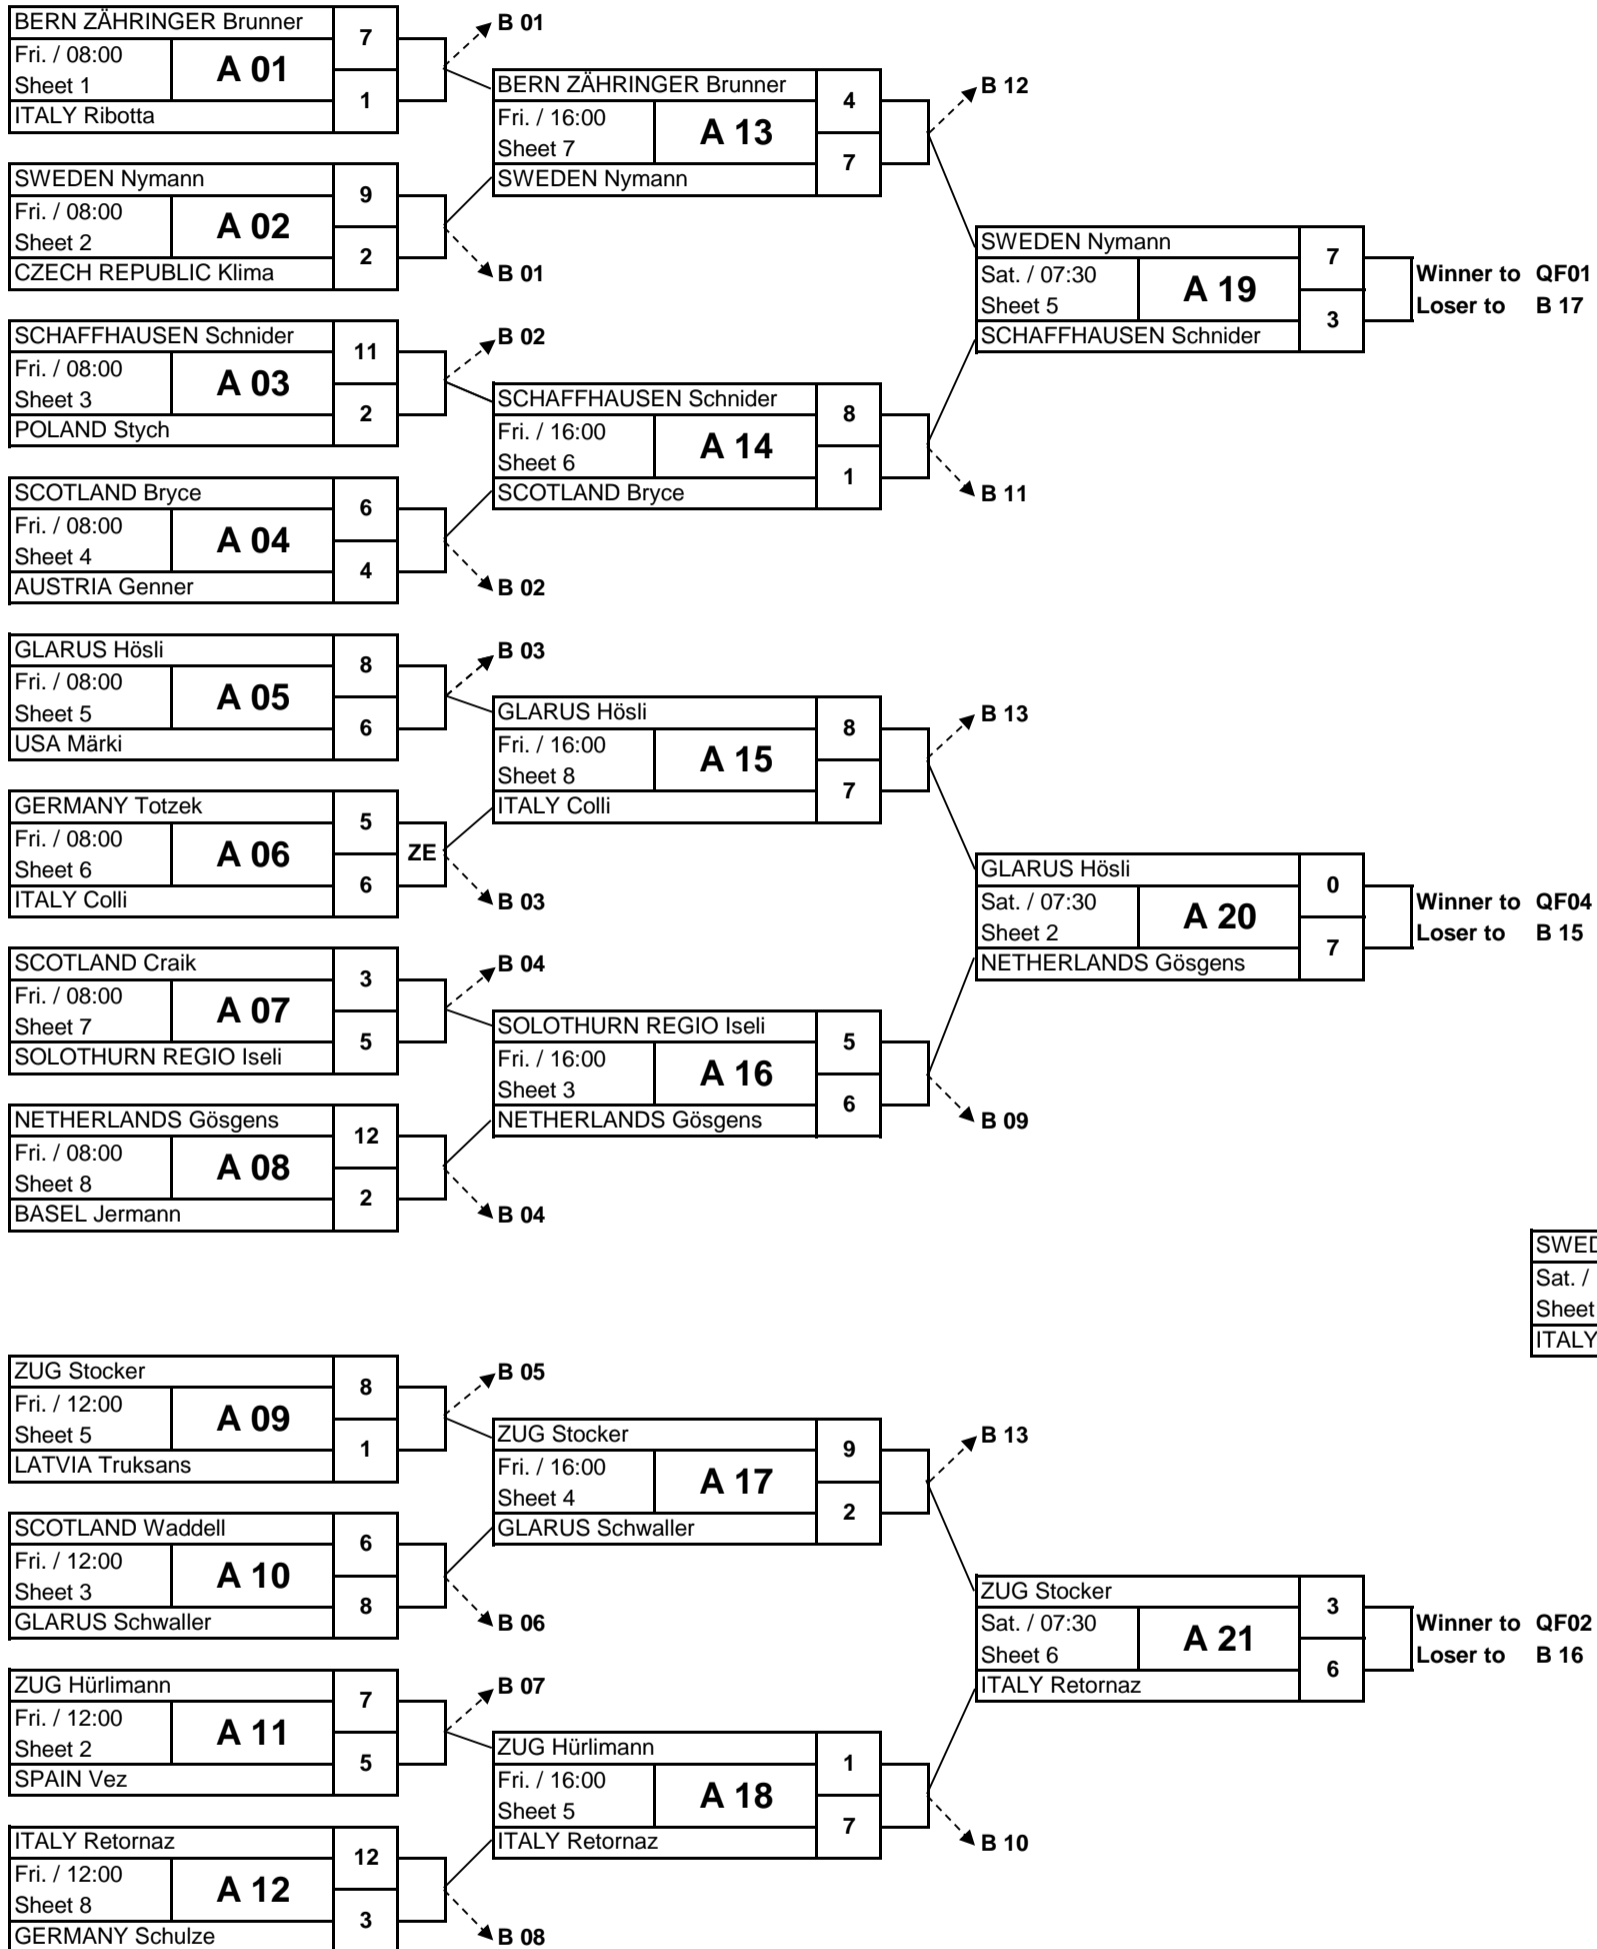 BERN ZÄHRINGER Brunner
7
Fri. / 08:00
Sheet 1
A 01
1
ITALY Ribotta
B 01
SWEDEN Nymann
9
Fri. / 08:00
Sheet 2
A 02
2
CZECH REPUBLIC Klima
B 01
BERN ZÄHRINGER Brunner
4
Fri. / 16:00
Sheet 7
A 13
7
SWEDEN Nymann
B 12
SCHAFFHAUSEN Schnider
11
Fri. / 08:00
Sheet 3
A 03
2
POLAND Stych
B 02
SCOTLAND Bryce
6
Fri. / 08:00
Sheet 4
A 04
4
AUSTRIA Genner
B 02
SCHAFFHAUSEN Schnider
8
Fri. / 16:00
Sheet 6
A 14
1
SCOTLAND Bryce
B 11
SWEDEN Nymann
7
Sat. / 07:30
Sheet 5
A 19
3
SCHAFFHAUSEN Schnider
Winner to QF01
Loser to B 17
GLARUS Hösli
8
Fri. / 08:00
Sheet 5
A 05
6
USA Märki
B 03
GERMANY Totzek
5
Fri. / 08:00
Sheet 6
A 06
ZE
6
ITALY Colli
B 03
GLARUS Hösli
8
Fri. / 16:00
Sheet 8
A 15
7
ITALY Colli
B 13
SCOTLAND Craik
3
Fri. / 08:00
Sheet 7
A 07
5
SOLOTHURN REGIO Iseli
B 04
NETHERLANDS Gösgens
12
Fri. / 08:00
Sheet 8
A 08
2
BASEL Jermann
B 04
SOLOTHURN REGIO Iseli
5
Fri. / 16:00
Sheet 3
A 16
6
NETHERLANDS Gösgens
B 09
GLARUS Hösli
0
Sat. / 07:30
Sheet 2
A 20
7
NETHERLANDS Gösgens
Winner to QF04
Loser to B 15
SWED
Sat. /
Sheet
ITALY
ZUG Stocker
8
Fri. / 12:00
Sheet 5
A 09
1
LATVIA Truksans
B 05
SCOTLAND Waddell
6
Fri. / 12:00
Sheet 3
A 10
8
GLARUS Schwaller
B 06
ZUG Stocker
9
Fri. / 16:00
Sheet 4
A 17
2
GLARUS Schwaller
B 13
ZUG Hürlimann
7
Fri. / 12:00
Sheet 2
A 11
5
SPAIN Vez
B 07
ITALY Retornaz
12
Fri. / 12:00
Sheet 8
A 12
3
GERMANY Schulze
B 08
ZUG Hürlimann
1
Fri. / 16:00
Sheet 5
A 18
7
ITALY Retornaz
B 10
ZUG Stocker
3
Sat. / 07:30
Sheet 6
A 21
6
ITALY Retornaz
Winner to QF02
Loser to B 16